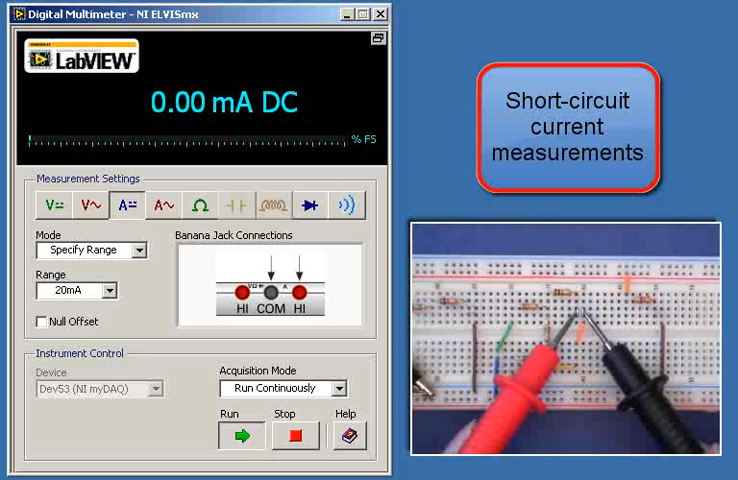 Digital Multimeter - NI ELVISmx
LabVIEW
0.00 mA DC
% FS
Measurement Settings
V
V
A
A
Ω
Mode
Specify Range
Banana Jack Connections
Range
20mA
VΩ
A
HI COM HI
Null Offset
Instrument Control
Device
Dev53 (NI myDAQ)
Acquisition Mode
Run Continuously
Run
Stop
Help
Short-circuit
current
measurements